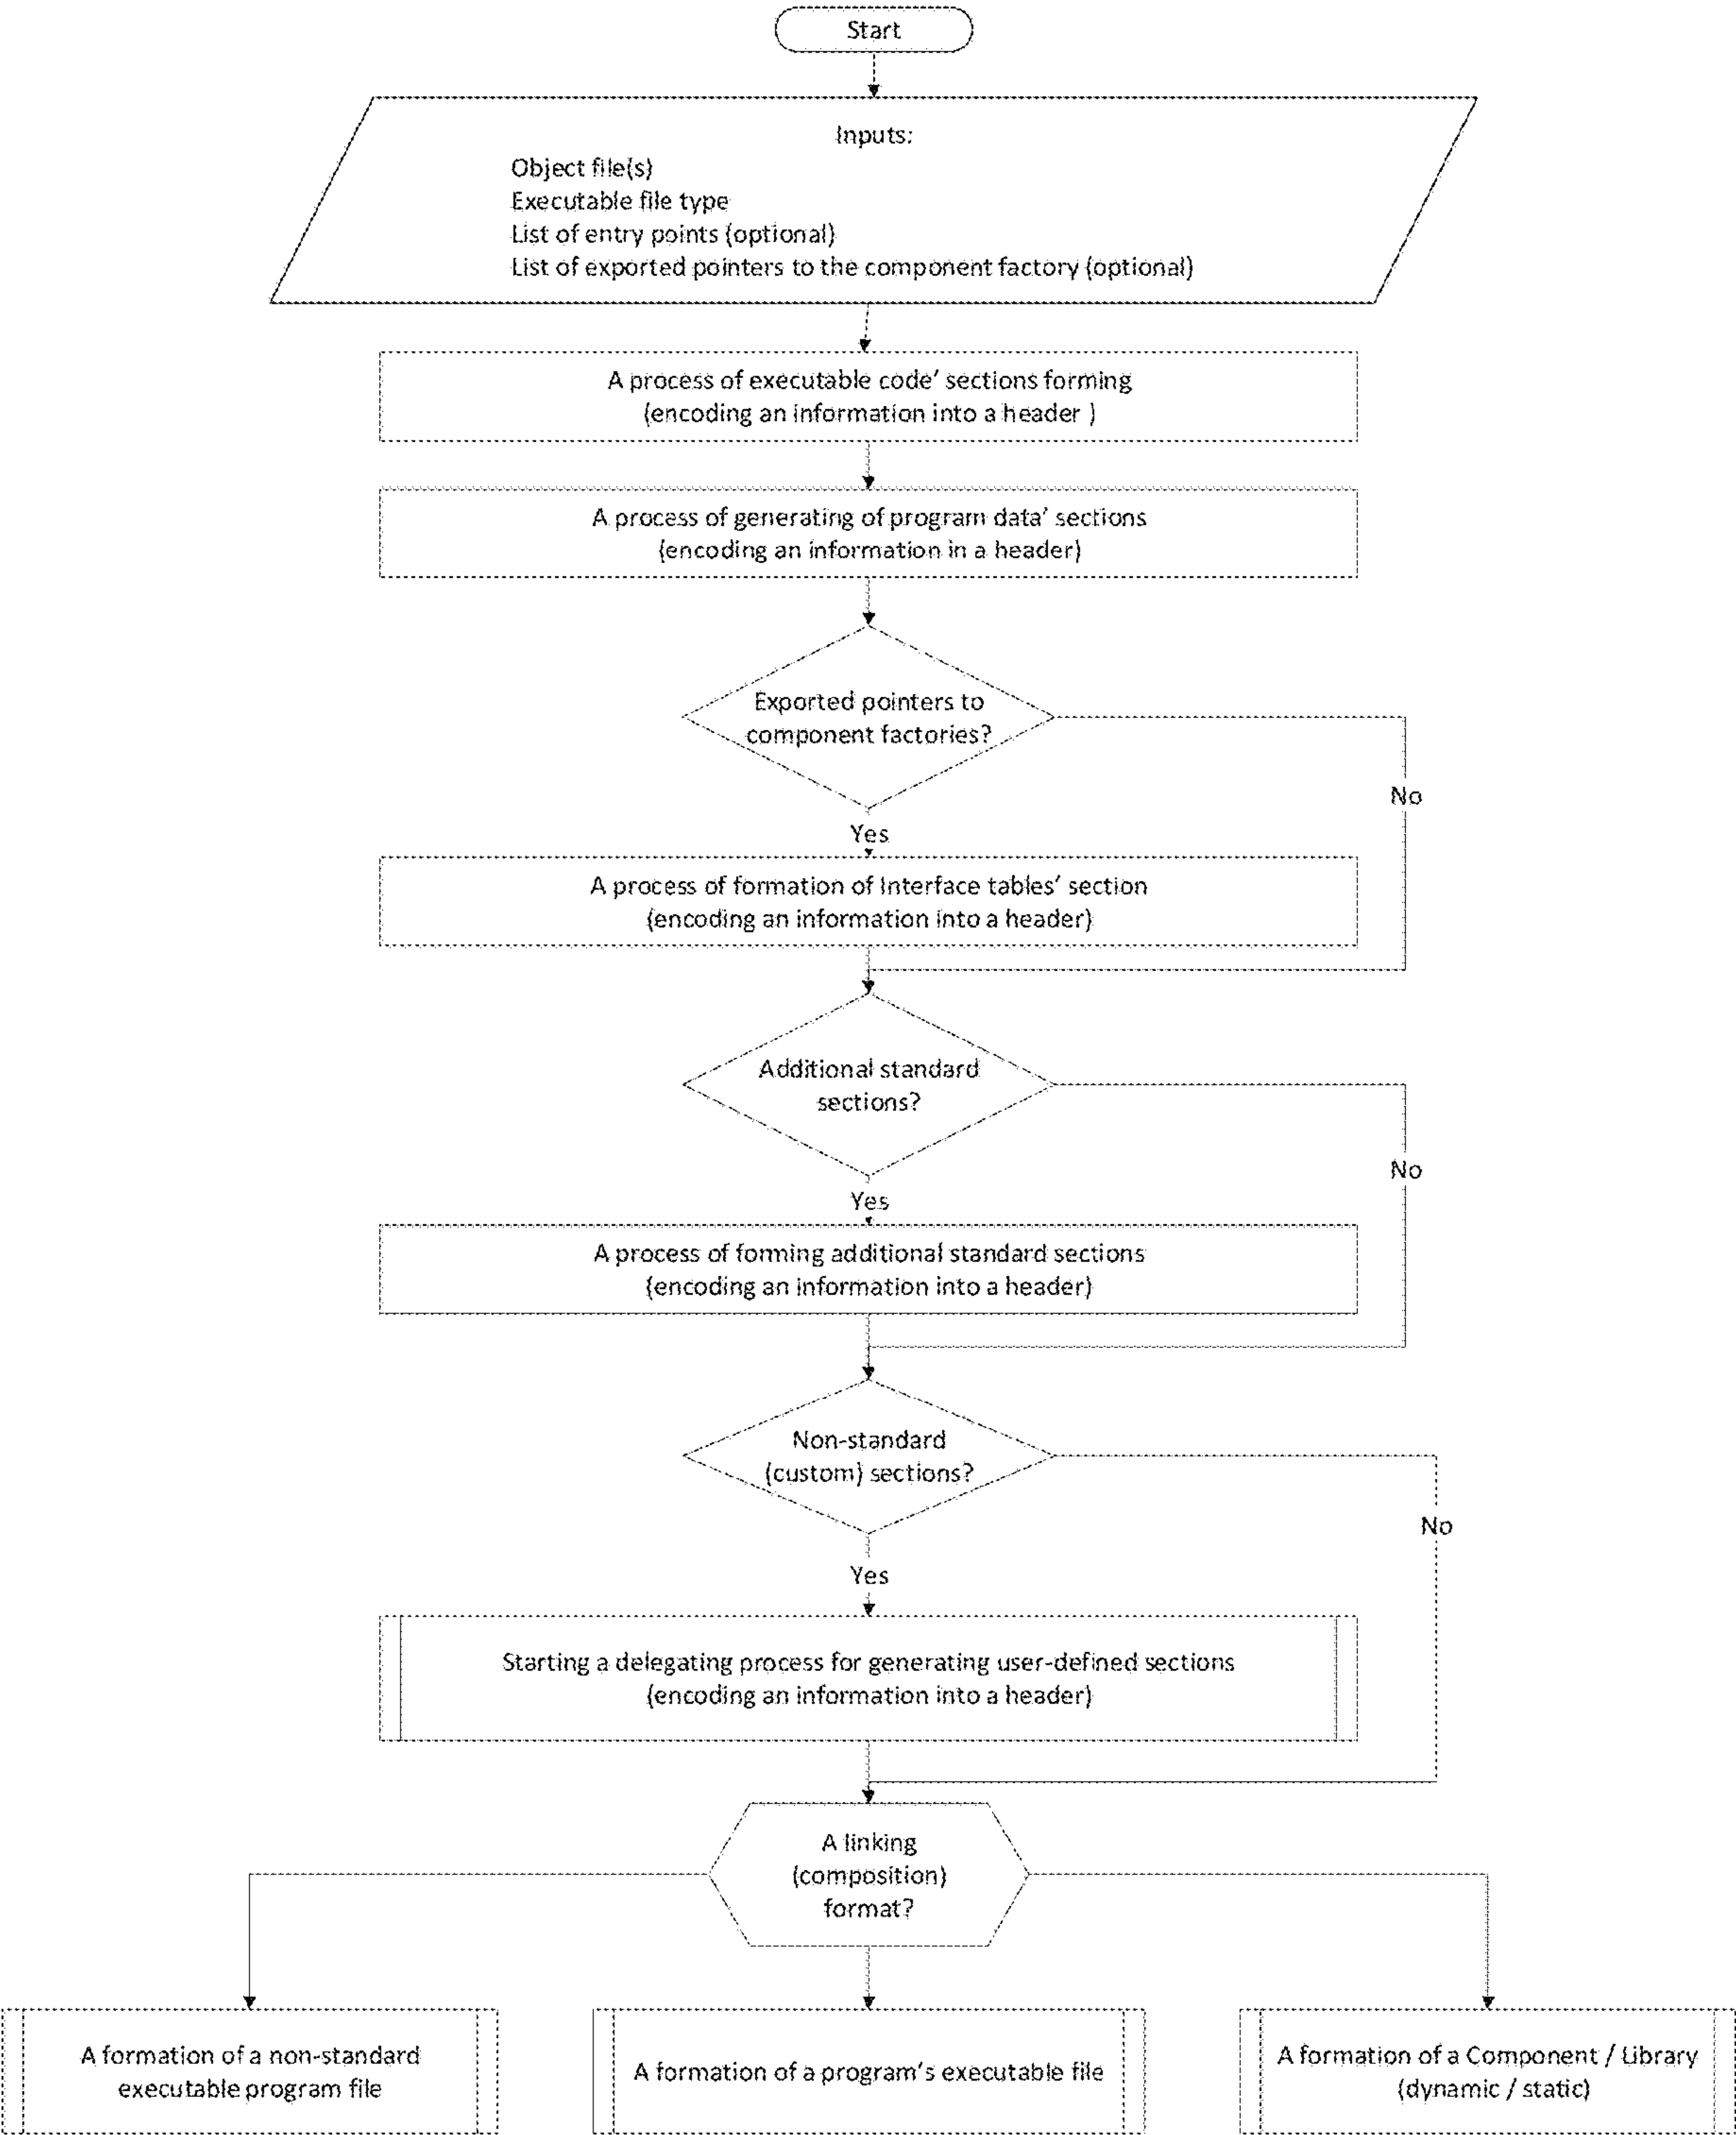 Start
Inputs:
Object file(s)
Executable file type
List of entry points (optional)
List of exported pointers to the component factory (optional)
A process of executable code' sections forming
(encoding an information into a header )
A process of generating of program data' sections
(encoding an information in a header)
Exported pointers to
component factories?
No
Yes
A process of formation of Interface tables' section
(encoding an information into a header)
Additional standard
sections?
No
Yes
A process of forming additional standard sections
(encoding an information into a header)
Non-standard
(custom) sections?
No
Yes
Starting a delegating process for generating user-defined sections
(encoding an information into a header)
A linking
(composition)
format?
A formation of a non-standard
executable program file
A formation of a program's executable file
A formation of a Component / Library
(dynamic / static)